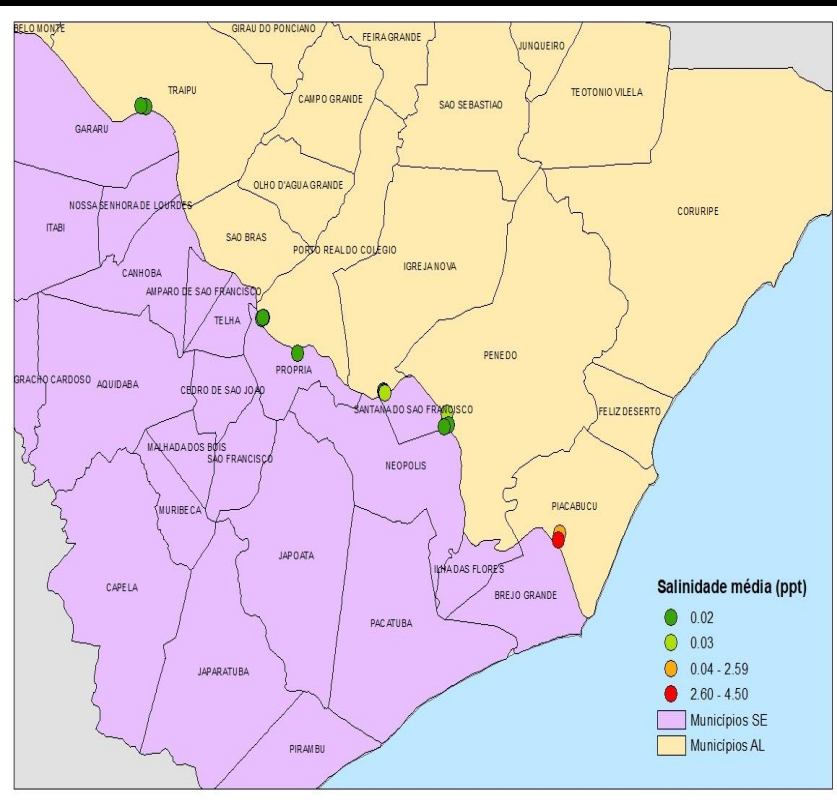 BELO MONTE
GIRAU DO PONCIANO
FEIRA GRANDE
JUNQUEIRO
TRAIPU
CAMPO GRANDE
SAO SEBASTIAO
TEOTONIO VILELA
GARARU
OLHO D'AGUA GRANDE
NOSSA SENHORA DE LOURDES
CORURIPE
ITABI
SAO BRAS
PORTO REAL DO COLEGIO
IGREJA NOVA
CANHOBA
AMPARO DE SAO FRANCISCO
TELHA
PENEDO
PROPRIA
GRACHO CARDOSO
AQUIDABA
CEDRO DE SAO JOAO
SANTANA DO SAO FRANCISCO
FELIZ DESERTO
MALHADA DOS BOIS
SAO FRANCISCO
NEOPOLIS
MURIBECA
PIACABUCU
JAPOATA
ILHA DAS FLORES
CAPELA
BREJO GRANDE
PACATUBA
JAPARATUBA
PIRAMBU
Salinidade média (ppt)
0.02
0.03
0.04 - 2.59
2.60 - 4.50
Municípios SE
Municípios AL